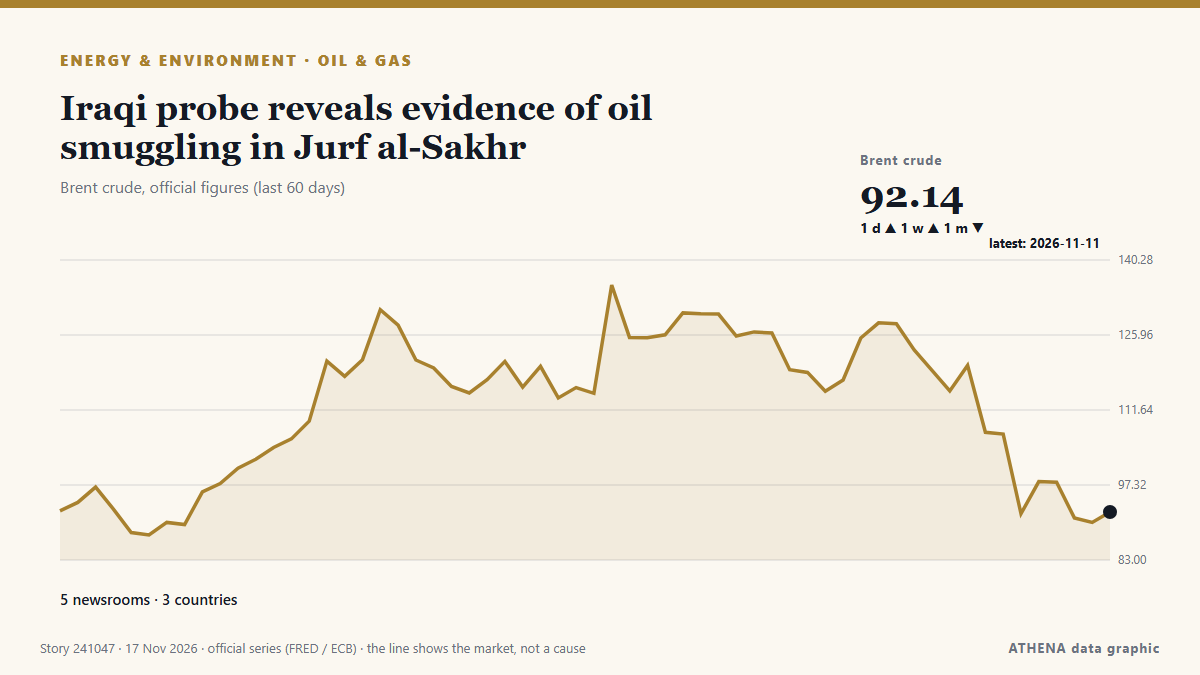 ENERGY & ENVIRONMENT · OIL & GAS
Iraqi probe reveals evidence of oil
smuggling in Jurf al-Sakhr
Brent crude, official figures (last 60 days)
Brent crude
92.14
1 d ▲ 1 w ▲ 1 m ▼
latest: 2026-11-11
140.28
125.96
111.64
97.32
83.00
5 newsrooms · 3 countries
Story 241047 · 17 Nov 2026 · official series (FRED / ECB) · the line shows the market, not a cause
ATHENA data graphic